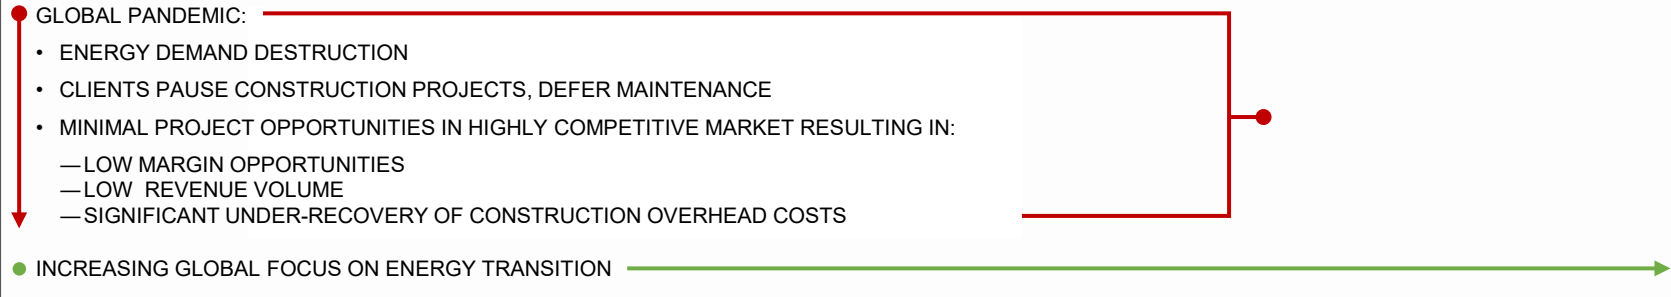 GLOBAL PANDEMIC:
• ENERGY DEMAND DESTRUCTION
• CLIENTS PAUSE CONSTRUCTION PROJECTS, DEFER MAINTENANCE
• MINIMAL PROJECT OPPORTUNITIES IN HIGHLY COMPETITIVE MARKET RESULTING IN:
—LOW MARGIN OPPORTUNITIES
—LOW  REVENUE VOLUME
—SIGNIFICANT UNDER-RECOVERY OF CONSTRUCTION OVERHEAD COSTS
INCREASING GLOBAL FOCUS ON ENERGY TRANSITION